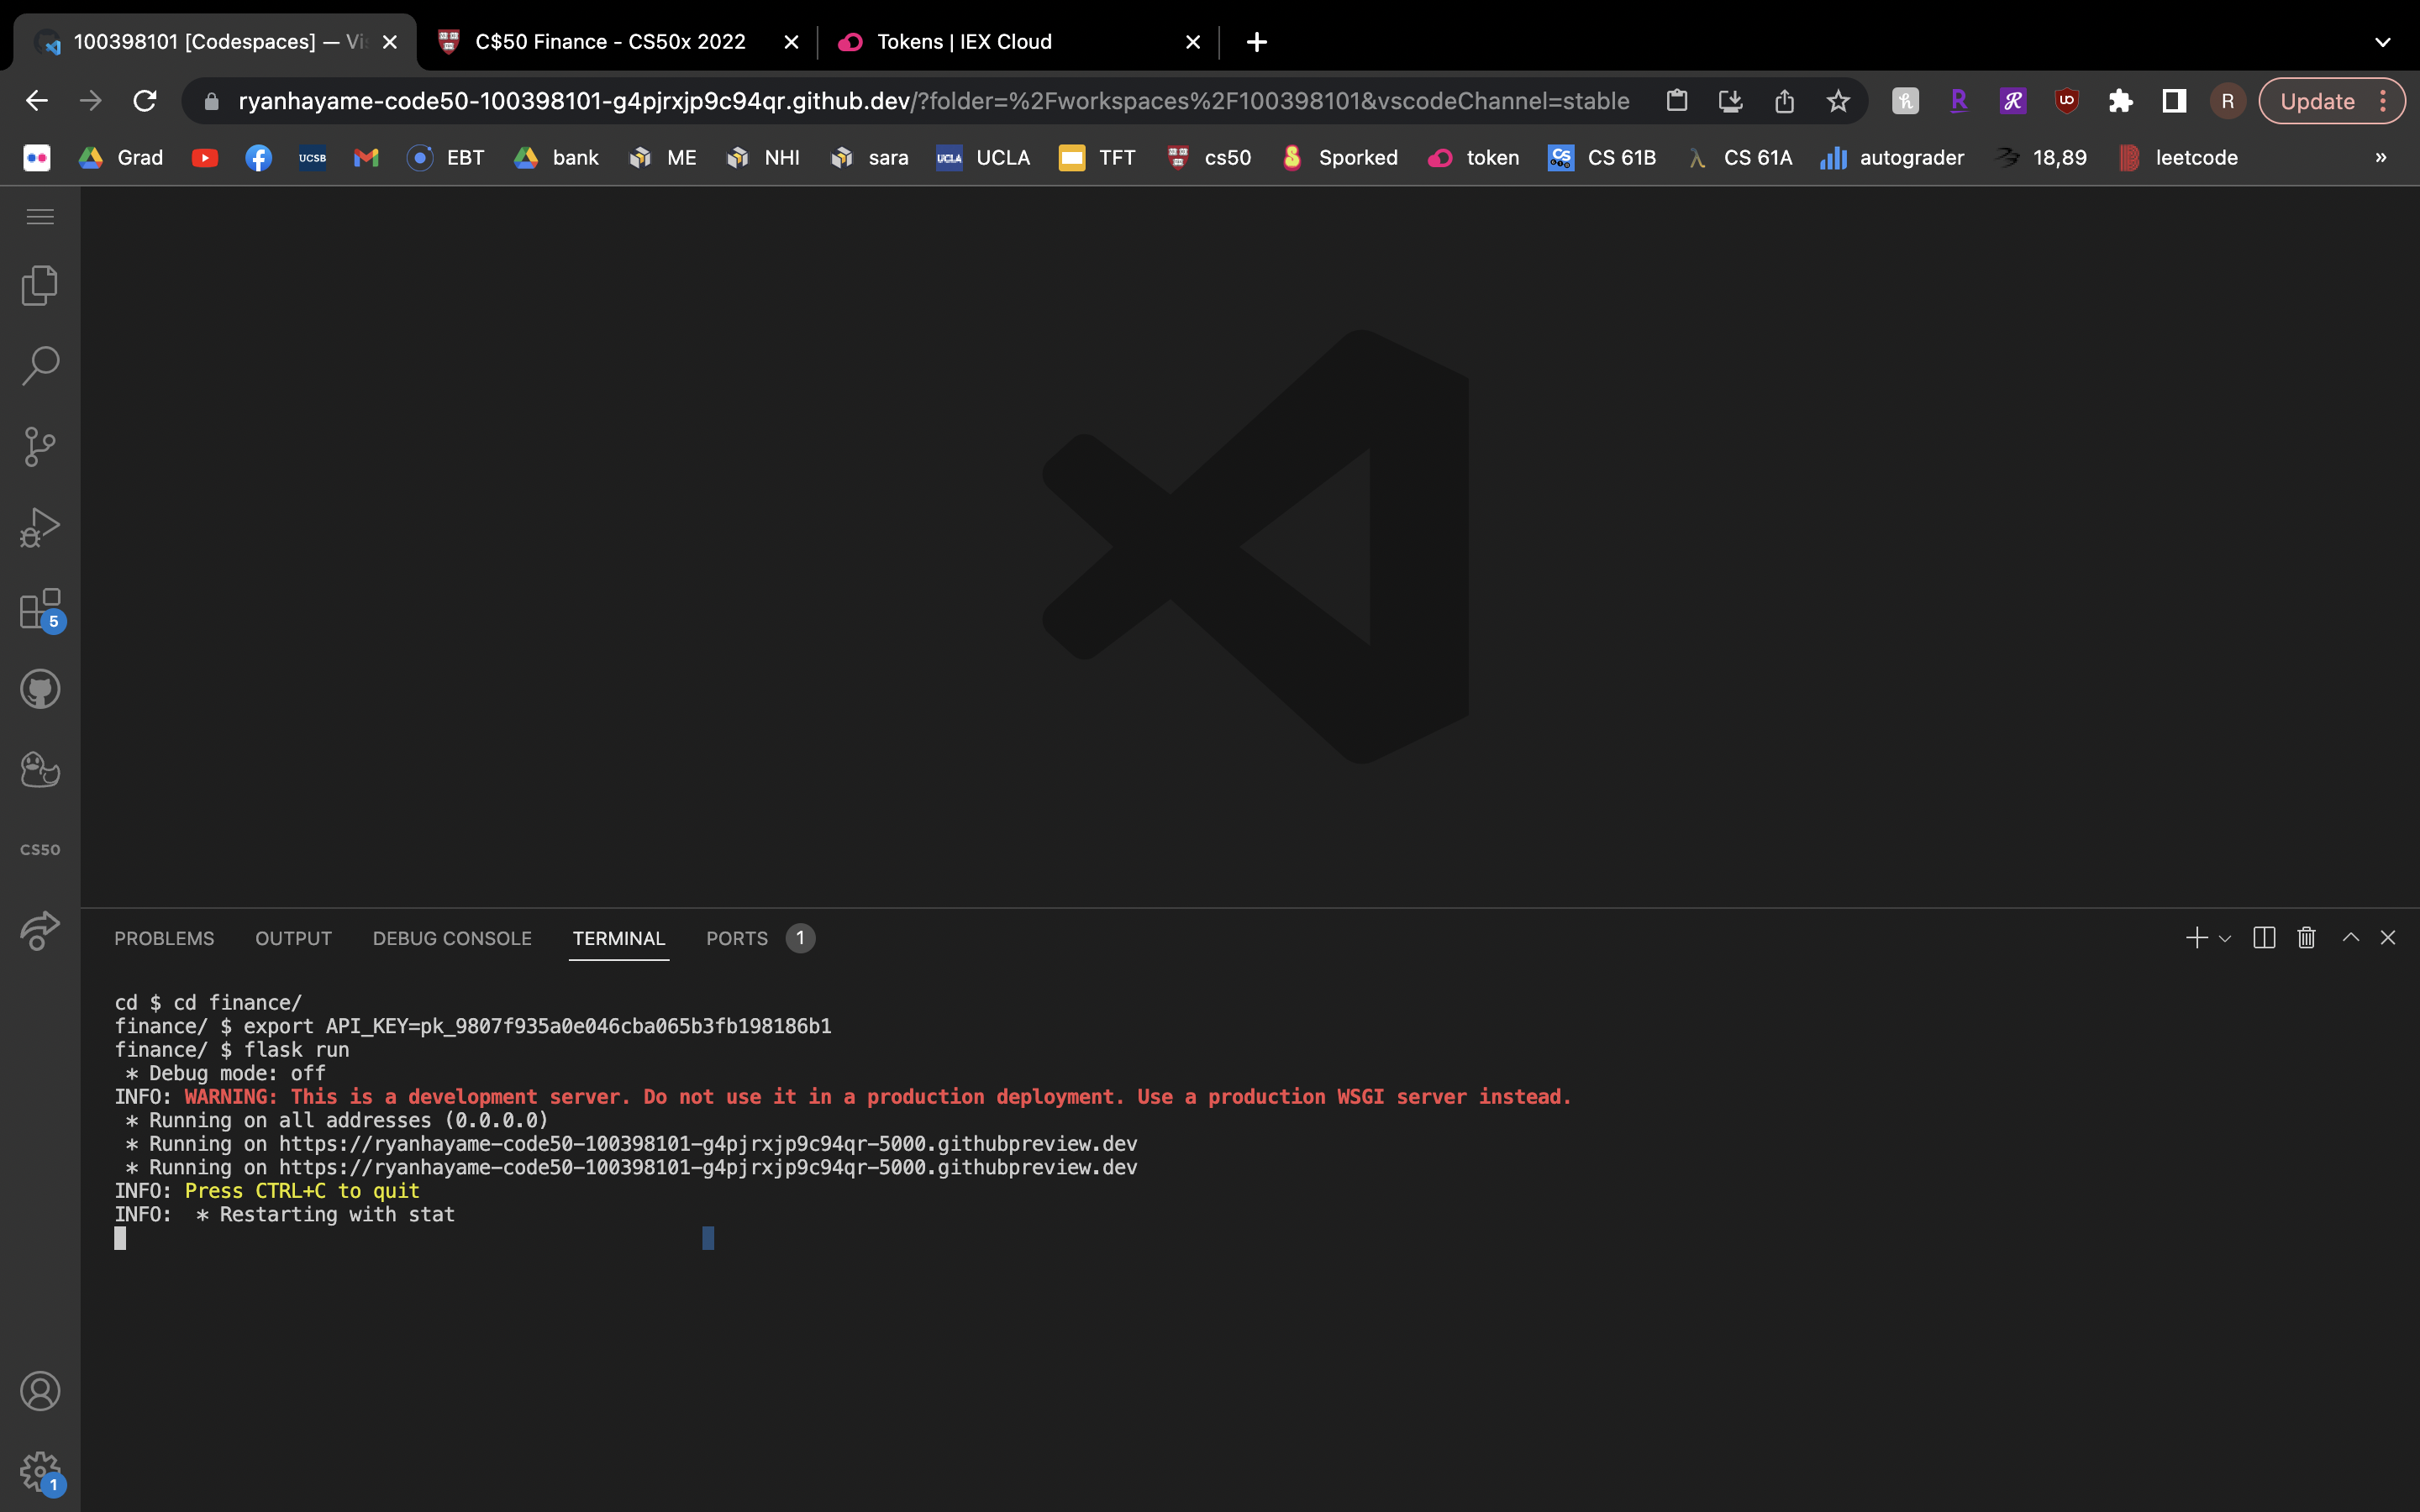 100398101 [Codespaces] — Vi
C$50 Finance - CS50x 2022
Tokens | IEX Cloud
ryanhayame-code50-100398101-g4pjrxjp9c94qr.github.dev/?folder=%2Fworkspaces%2F100398101&vscodeChannel=stable
R
Update
Grad
UCSB
EBT
bank
ME
NHI
sara
UCLA
UCLA
TFT
cs50
Sporked
token
CS 61B
CS 61A
autograder
18,89
leetcode
»
5
CS50
PROBLEMS OUTPUT DEBUG CONSOLE TERMINAL PORTS 1
cd $ cd finance/
finance/ $ export API_KEY=pk_9807f935a0e046cba065b3fb198186b1
finance/ $ flask run
* Debug mode: off
INFO: WARNING: This is a development server. Do not use it in a production deployment. Use a production WSGI server instead.
* Running on all addresses (0.0.0.0)
* Running on https://ryanhayame-code50-100398101-g4pjrxjp9c94qr-5000.githubpreview.dev
* Running on https://ryanhayame-code50-100398101-g4pjrxjp9c94qr-5000.githubpreview.dev
INFO: Press CTRL+C to quit
INFO:  * Restarting with stat
1